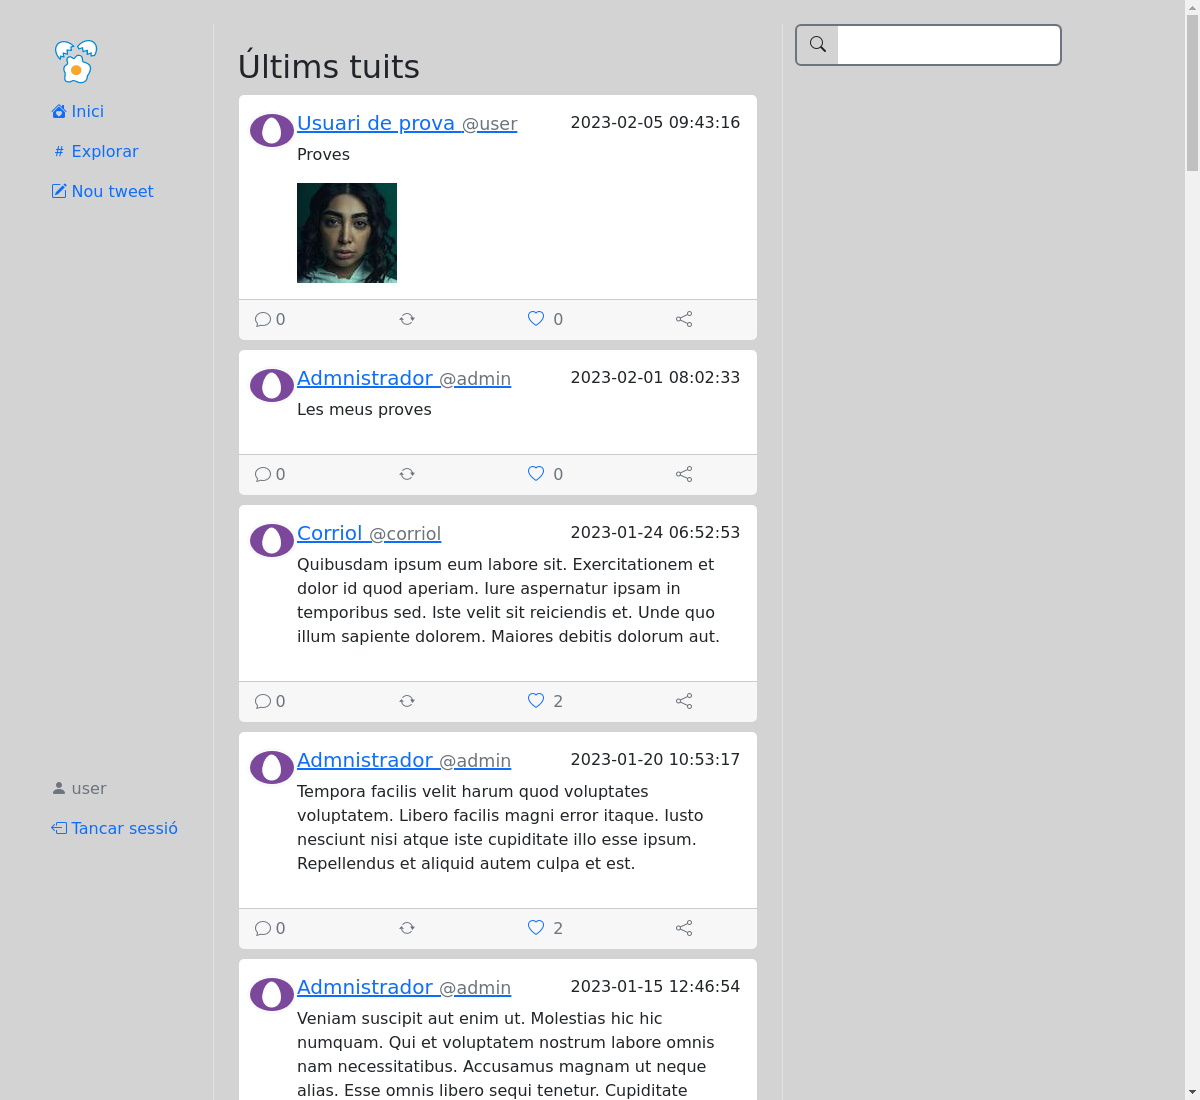 Inici
# Explorar
Nou tweet
user
Tancar sessió
Últims tuits
Usuari de prova @user 2023-02-05 09:43:16
Proves
0 0
Admnistrador @admin 2023-02-01 08:02:33
Les meus proves
0 0
Corriol @corriol 2023-01-24 06:52:53
Quibusdam ipsum eum labore sit. Exercitationem et
dolor id quod aperiam. Iure aspernatur ipsam in
temporibus sed. Iste velit sit reiciendis et. Unde quo
illum sapiente dolorem. Maiores debitis dolorum aut.
0 2
Admnistrador @admin 2023-01-20 10:53:17
Tempora facilis velit harum quod voluptates
voluptatem. Libero facilis magni error itaque. Iusto
nesciunt nisi atque iste cupiditate illo esse ipsum.
Repellendus et aliquid autem culpa et est.
0 2
Admnistrador @admin 2023-01-15 12:46:54
Veniam suscipit aut enim ut. Molestias hic hic
numquam. Qui et voluptatem nostrum labore omnis
nam necessitatibus. Accusamus magnam ut neque
alias. Esse omnis libero sequi tenetur. Cupiditate